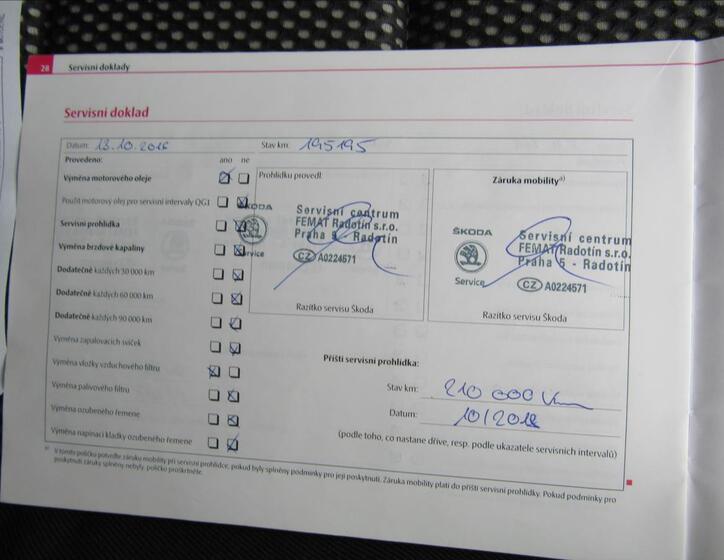 28 Servisní doklady
Servisní doklad
Datum: 13.10.2016 Stav km: 195195
Provedeno: ano ne
Výměna motorového oleje
Použit motorový olej pro servisní intervaly QG1
Servisní prohlídka
Výměna brzdové kapaliny
Dodatečně každých 30 000 km
Dodatečně každých 60 000 km
Dodatečně každých 90 000 km
Výměna zapalovacích svíček
Výměna vložky vzduchového filtru
Výměna palivového filtru
Výměna ozubeného řemene
Výměna napínací kladky ozubeného řemene
Prohlídku provedl:
ŠKODA
Service
Servisní centrum
FEMAT Radotín s.r.o.
Praha 5 - Radotín
CZ A0224571
Razítko servisu Škoda
Záruka mobility a)
ŠKODA
Service
Servisní centrum
FEMAT Radotín s.r.o.
Praha 5 - Radotín
CZ A0224571
Razítko servisu Škoda
Příští servisní prohlídka:
Stav km: 210 000 km
Datum: 10/2018
(podle toho, co nastane dříve, resp. podle ukazatele servisních intervalů)
a) V tomto políčku potvrďte záruku mobility při servisní prohlídce, pokud byly splněny podmínky pro její poskytnutí. Záruka mobility platí do příští servisní prohlídky. Pokud podmínky pro
poskytnutí záruky splněny nebyly, políčko proškrtněte.